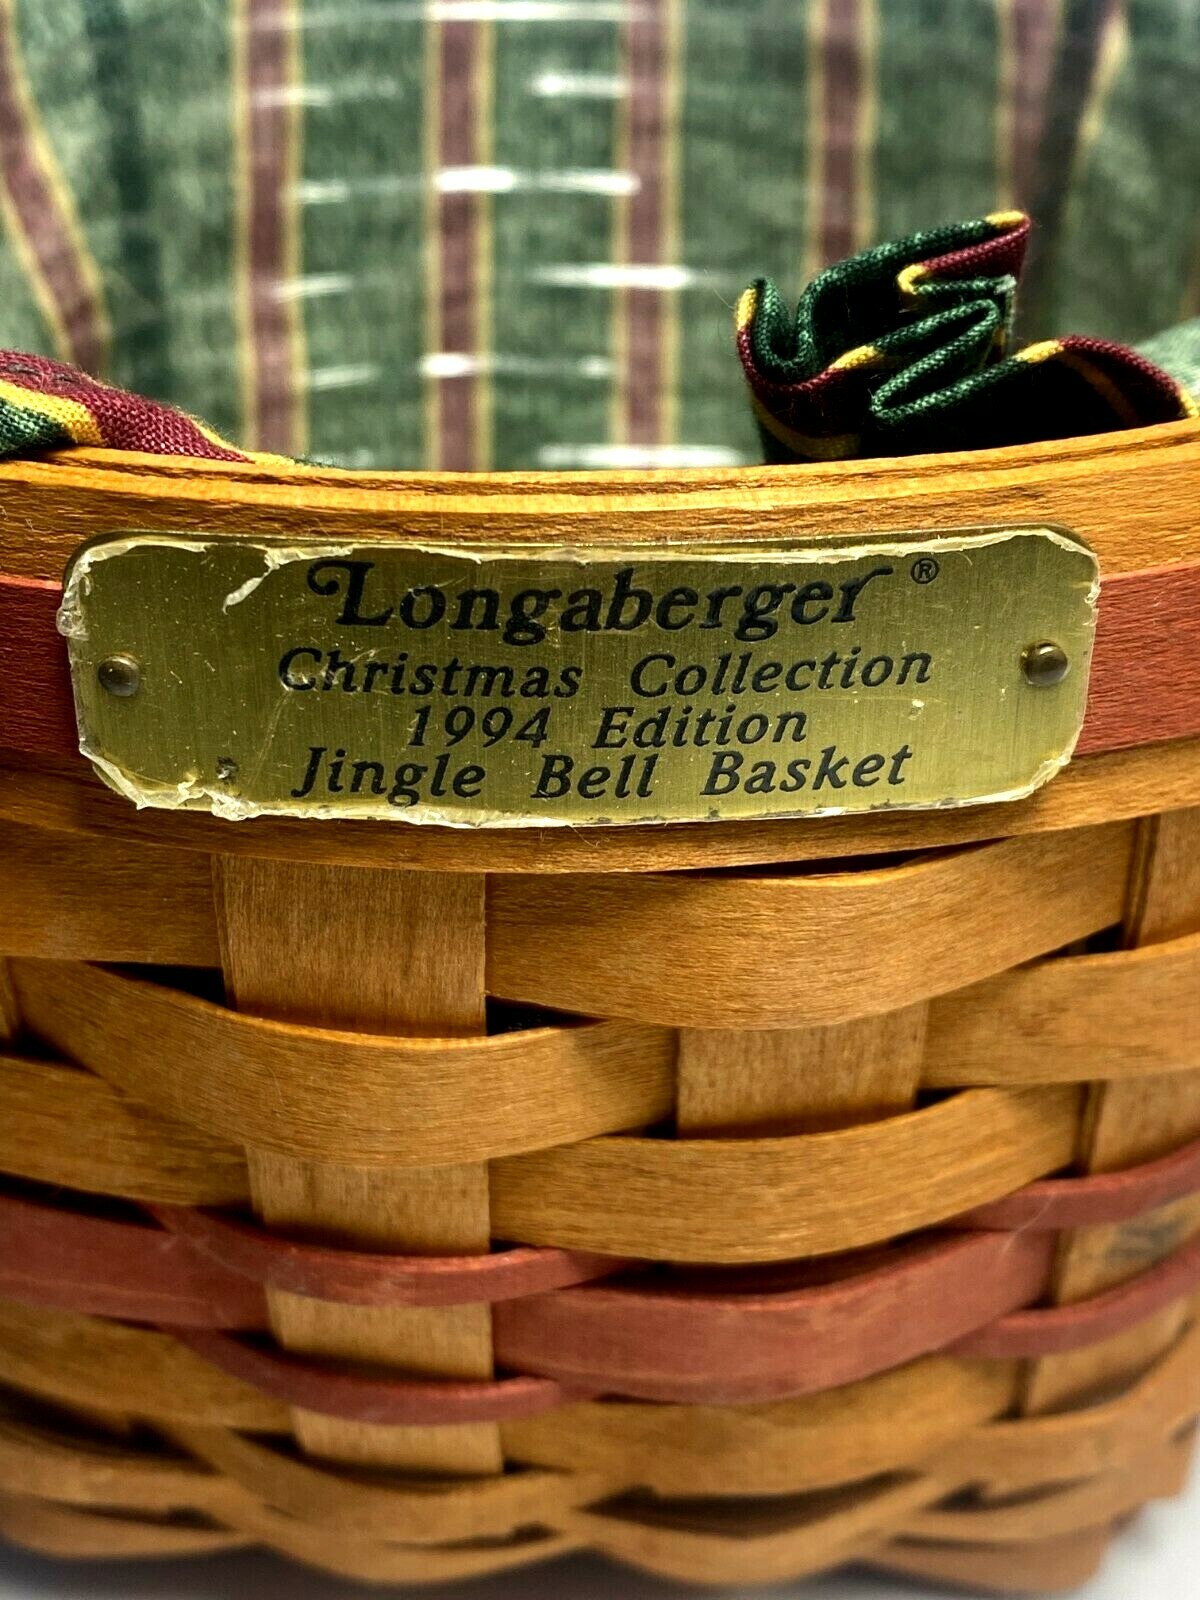 Longaberger®
Christmas Collection
1994 Edition
Jingle Bell Basket